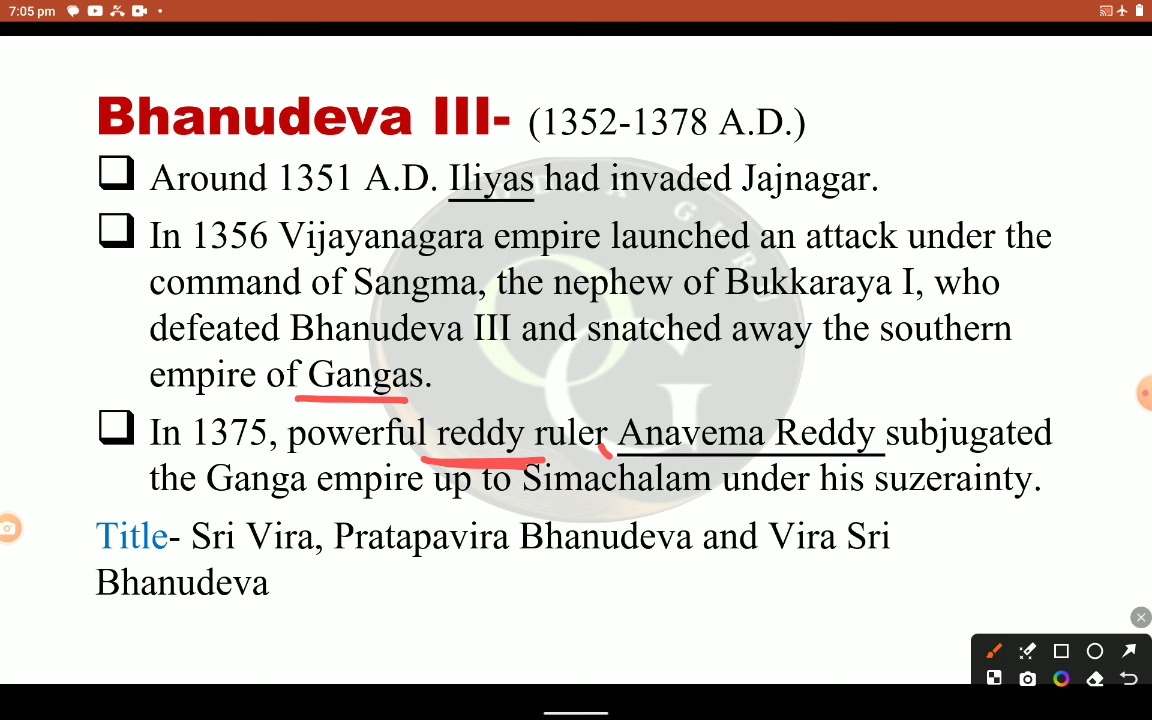 7:05 pm
Bhanudeva III- (1352-1378 A.D.)
Around 1351 A.D. Iliyas had invaded Jajnagar.
In 1356 Vijayanagara empire launched an attack under the
command of Sangma, the nephew of Bukkaraya I, who
defeated Bhanudeva III and snatched away the southern
empire of Gangas.
In 1375, powerful reddy ruler Anavema Reddy subjugated
the Ganga empire up to Simachalam under his suzerainty.
Title- Sri Vira, Pratapavira Bhanudeva and Vira Sri
Bhanudeva